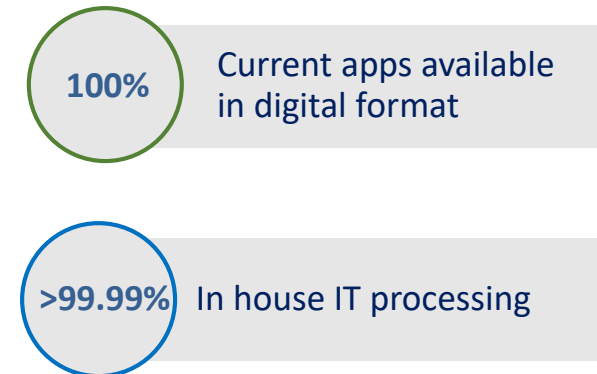 100%
Current apps available
in digital format
>99.99%
In house IT processing